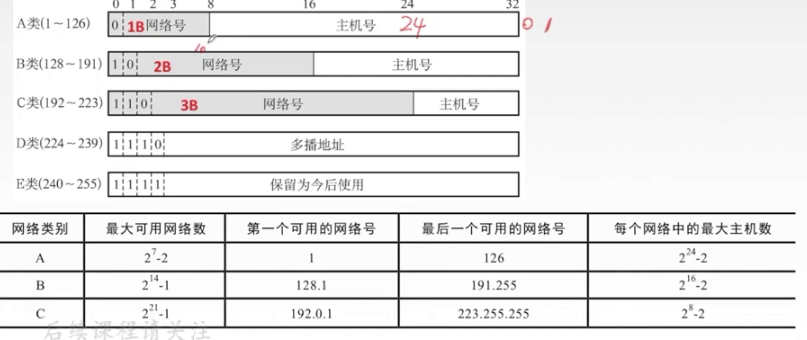 0 1 2 3 8 16 24 32
A类(1～126) 0 1B 网络号 主机号 24 0 1
B类(128～191) 1 0 2B 网络号 主机号
C类(192～223) 1 1 0 3B 网络号 主机号
D类(224～239) 1 1 1 0 多播地址
E类(240～255) 1 1 1 1 保留为今后使用
网络类别 最大可用网络数 第一个可用的网络号 最后一个可用的网络号 每个网络中的最大主机数
A 2^7-2 1 126 2^24-2
B 2^14-1 128.1 191.255 2^16-2
C 2^21-1 192.0.1 223.255.255 2^8-2
后续课程请关注